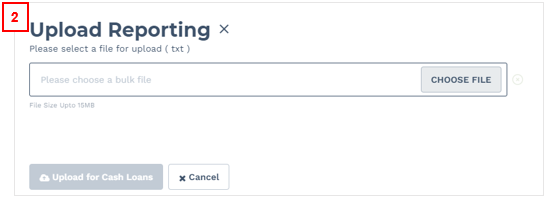 2
Upload Reporting ×
Please select a file for upload ( txt )
Please choose a bulk file
CHOOSE FILE
File Size Upto 15MB
Upload for Cash Loans
Cancel